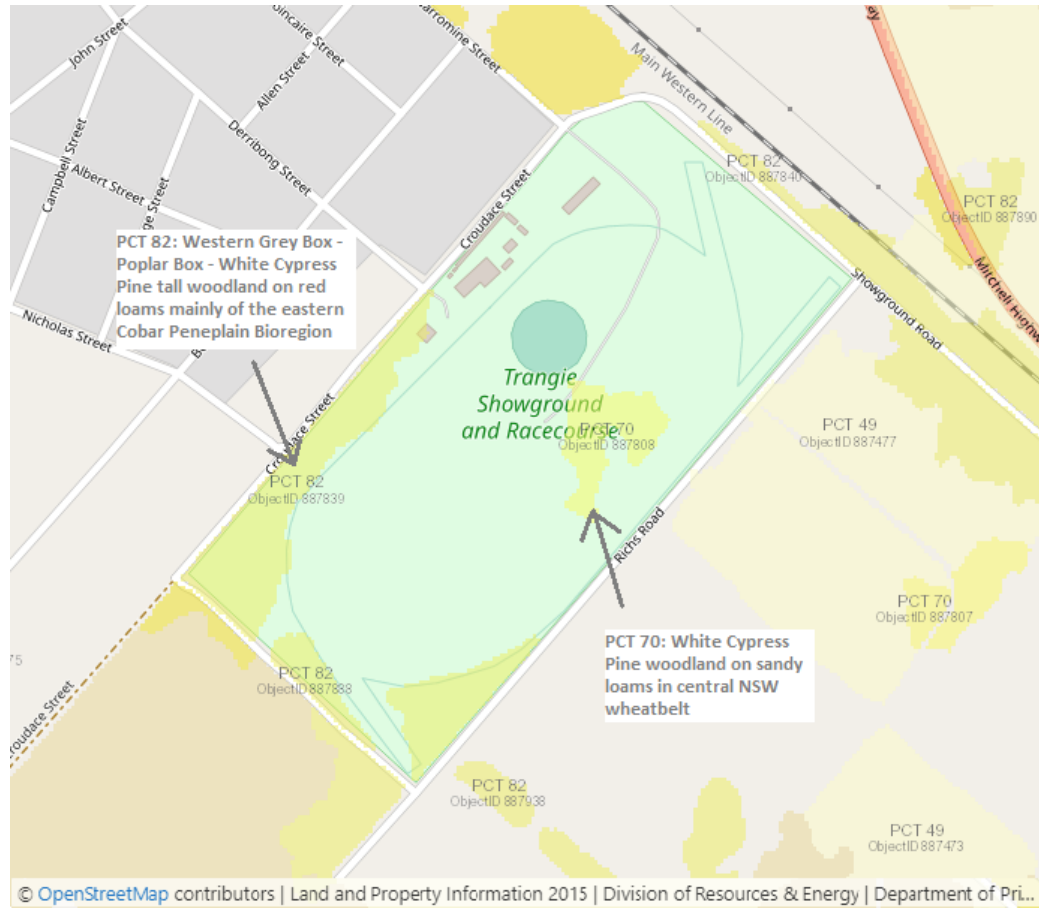 John Street
Allen Street
Narromine Street
Main Western Line
Derribong Street
Campbell Street
Albert Street
Croudace Street
PCT 82
ObjectID 887840
PCT 82
ObjectID 887890
Mitchell Highway
Showground Road
PCT 82: Western Grey Box -
Poplar Box - White Cypress
Pine tall woodland on red
loams mainly of the eastern
Cobar Peneplain Bioregion
Nicholas Street
Trangie
Showground
and Racecourse
PCT 70
ObjectID 887808
PCT 49
ObjectID 887477
Croudace Street
PCT 82
ObjectID 887839
Richs Road
PCT 70
ObjectID 887807
PCT 70: White Cypress
Pine woodland on sandy
loams in central NSW
wheatbelt
PCT 82
ObjectID 887838
Croudace Street
PCT 82
ObjectID 887938
PCT 49
ObjectID 887473
© OpenStreetMap contributors | Land and Property Information 2015 | Division of Resources & Energy | Department of Pri...